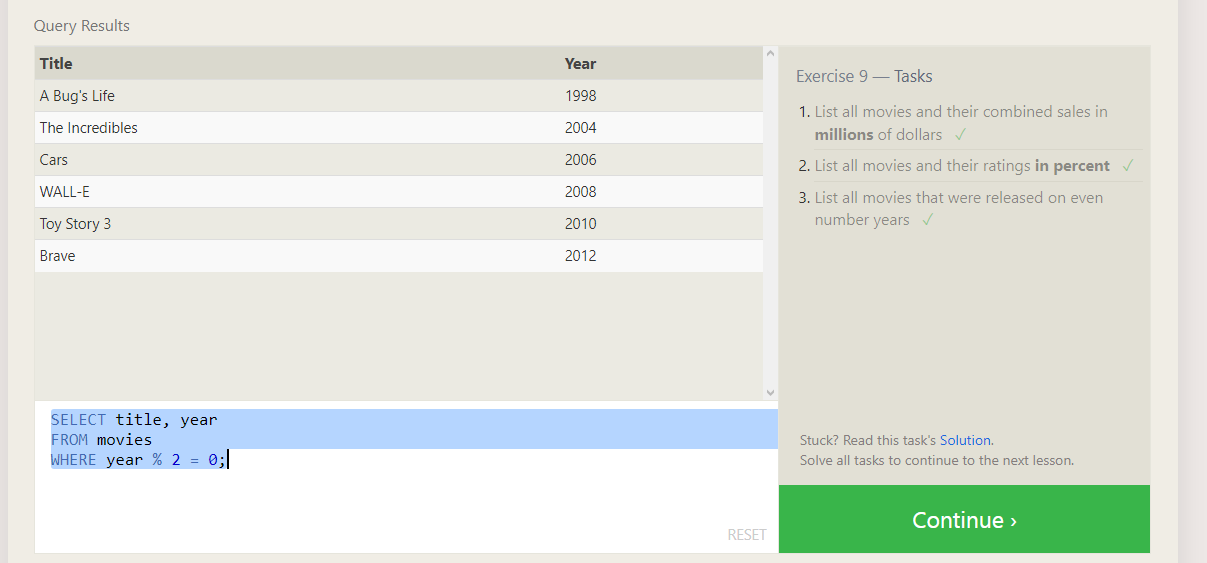 Query Results
Title Year
A Bug's Life 1998
The Incredibles 2004
Cars 2006
WALL-E 2008
Toy Story 3 2010
Brave 2012
SELECT title, year
FROM movies
WHERE year % 2 = 0;
RESET
Exercise 9 — Tasks
1. List all movies and their combined sales in
millions of dollars ✓
2. List all movies and their ratings in percent ✓
3. List all movies that were released on even
number years ✓
Stuck? Read this task's Solution.
Solve all tasks to continue to the next lesson.
Continue ›